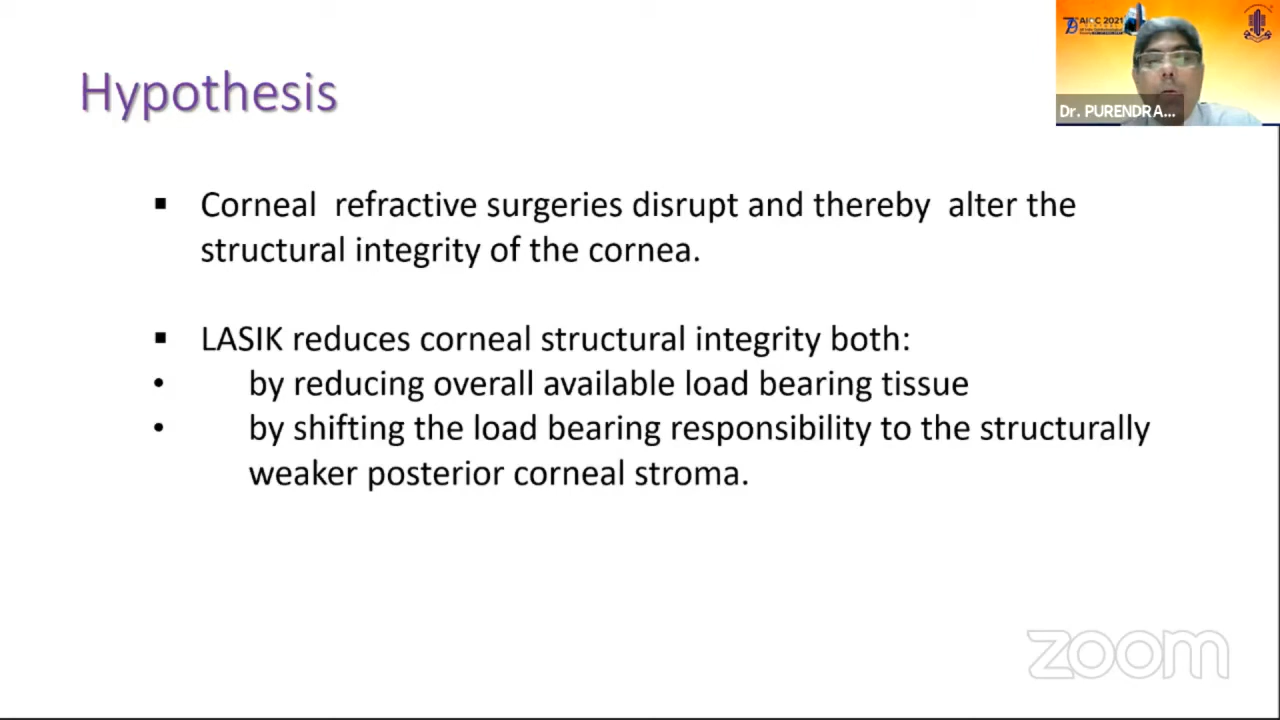 Hypothesis
AIOC 2021
Dr. PURENDRA...
▪ Corneal refractive surgeries disrupt and thereby alter the
structural integrity of the cornea.
▪ LASIK reduces corneal structural integrity both:
• by reducing overall available load bearing tissue
• by shifting the load bearing responsibility to the structurally
weaker posterior corneal stroma.
zoom